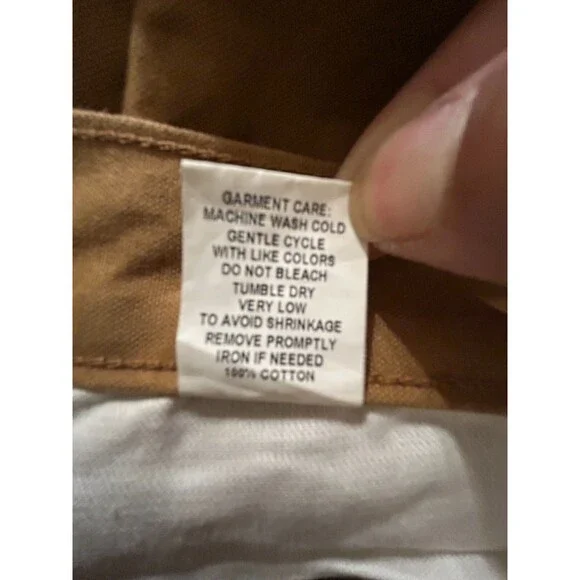 GARMENT CARE:
MACHINE WASH COLD
GENTLE CYCLE
WITH LIKE COLORS
DO NOT BLEACH
TUMBLE DRY
VERY LOW
TO AVOID SHRINKAGE
REMOVE PROMPTLY
IRON IF NEEDED
100% COTTON